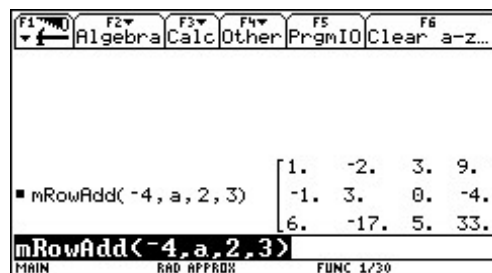 F1 F2 F3 F4 F5 F6
Algebra Calc Other PrgmIO Clear a-z…
1. -2. 3. 9.
mRowAdd(-4,a,2,3) -1. 3. 0. -4.
6. -17. 5. 33.
mRowAdd(-4,a,2,3)
MAIN RAD APPROX FUNC 1/30